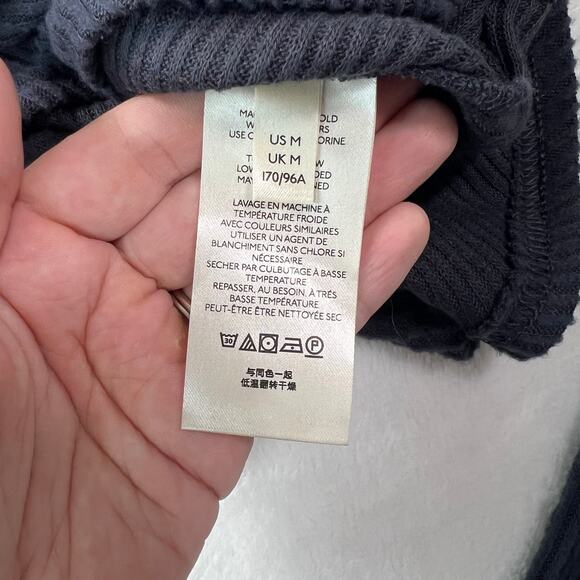 US M
UK M
170/96A
LAVAGE EN MACHINE À
TEMPÉRATURE FROIDE
AVEC COULEURS SIMILAIRES
UTILISER UN AGENT DE
BLANCHIMENT SANS CHLORE SI
NÉCESSAIRE
SECHER PAR CULBUTAGE À BASSE
TEMPERATURE
REPASSER, AU BESOIN, À TRÈS
BASSE TEMPÉRATURE
PEUT-ÊTRE ÊTRE NETTOYÉE SEC
30
P
与同色一起
低温翻转干燥